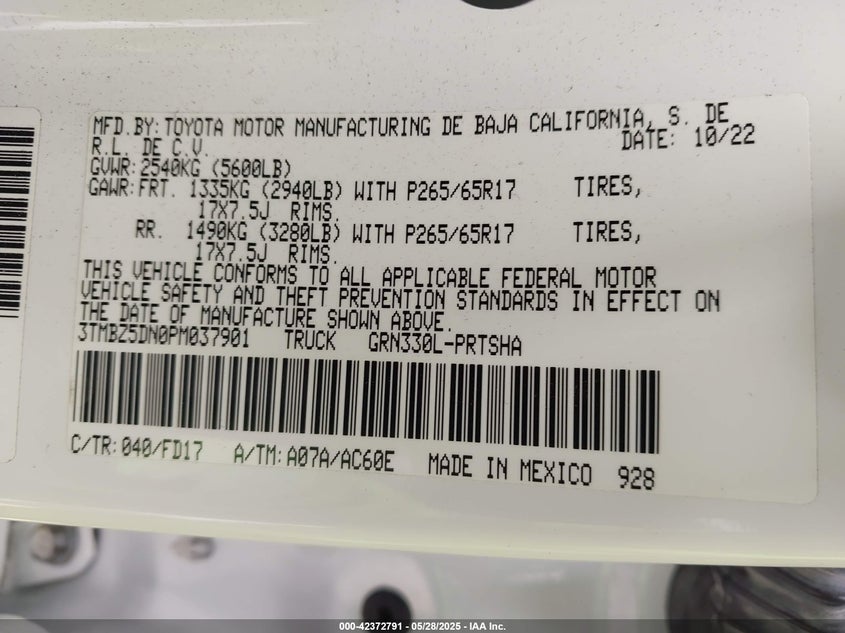 MFD.BY:TOYOTA MOTOR MANUFACTURING DE BAJA CALIFORNIA, S. DE
R.L. DE C.V. DATE: 10/22
GVWR:2540KG (5600LB)
GAWR:FRT. 1335KG (2940LB) WITH P265/65R17 TIRES,
17X7.5J RIMS.
RR. 1490KG (3280LB) WITH P265/65R17 TIRES,
17X7.5J RIMS.
THIS VEHICLE CONFORMS TO ALL APPLICABLE FEDERAL MOTOR
VEHICLE SAFETY AND THEFT PREVENTION STANDARDS IN EFFECT ON
THE DATE OF MANUFACTURE SHOWN ABOVE.
3TMBZ5DN0PM037901 TRUCK GRN330L-PRTSHA
C/TR:040/FD17 A/TM:A07A/AC60E MADE IN MEXICO 928
000-42372791 - 05/28/2025 - IAA Inc.